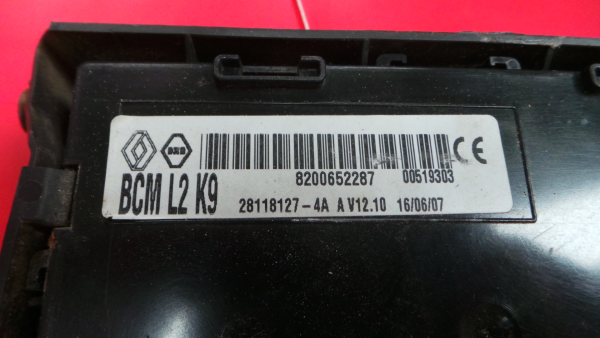 8200652287 00519303
BCM L2 K9
28118127-4A A V12.10 16/06/07
CE